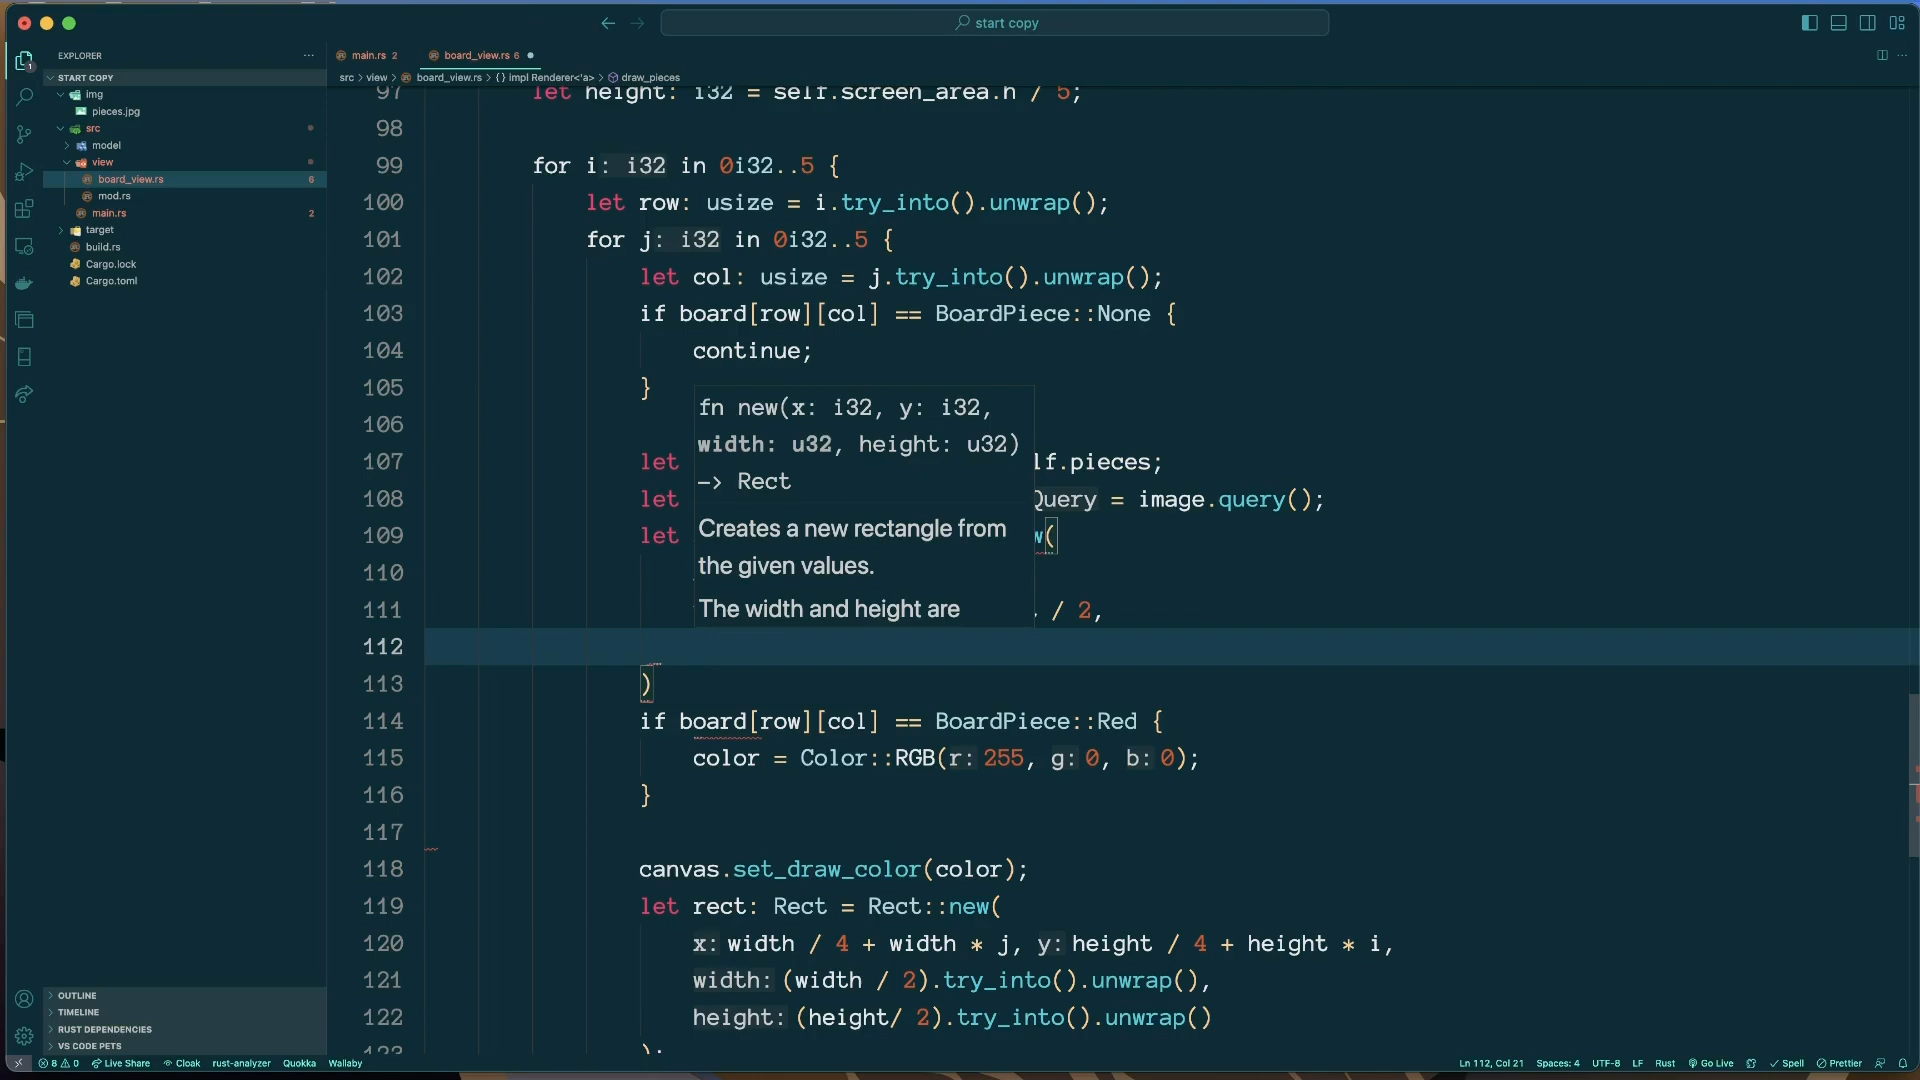 start copy
EXPLORER
START COPY
img
pieces.jpg
src
model
view
board_view.rs 6
mod.rs
main.rs 2
target
build.rs
Cargo.lock
Cargo.toml
OUTLINE
TIMELINE
RUST DEPENDENCIES
VS CODE PETS
1
main.rs 2
board_view.rs 6
src > view > board_view.rs > {} impl Renderer<'a> > draw_pieces
97 let height: i32 = self.screen_area.h / 5;
98
99 for i: i32 in 0i32..5 {
100 let row: usize = i.try_into().unwrap();
101 for j: i32 in 0i32..5 {
102 let col: usize = j.try_into().unwrap();
103 if board[row][col] == BoardPiece::None {
104 continue;
105 }
106
107 let lf.pieces;
108 let Query = image.query();
109 let w(
110
111 / 2,
112
113 )
114 if board[row][col] == BoardPiece::Red {
115 color = Color::RGB(r: 255, g: 0, b: 0);
116 }
117
118 canvas.set_draw_color(color);
119 let rect: Rect = Rect::new(
120 x: width / 4 + width * j, y: height / 4 + height * i,
121 width: (width / 2).try_into().unwrap(),
122 height: (height/ 2).try_into().unwrap()
123 );
fn new(x: i32, y: i32,
width: u32, height: u32)
-> Rect
Creates a new rectangle from
the given values.
The width and height are
8 0 Live Share Cloak rust-analyzer Quokka Wallaby
Ln 112, Col 21 Spaces: 4 UTF-8 LF Rust Go Live Spell Prettier